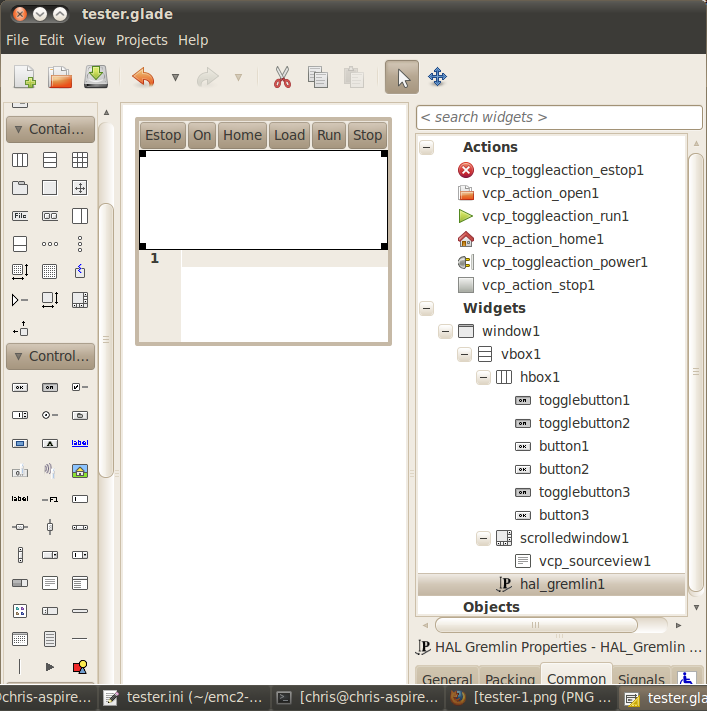 tester.glade
File Edit View Projects Help
Contai...
Estop On Home Load Run Stop
1
File
Control...
OK OK
label
label F1
< search widgets >
Actions
vcp_toggleaction_estop1
vcp_action_open1
vcp_toggleaction_run1
vcp_action_home1
vcp_toggleaction_power1
vcp_action_stop1
Widgets
window1
vbox1
hbox1
togglebutton1
togglebutton2
button1
button2
togglebutton3
button3
scrolledwindow1
vcp_sourceview1
hal_gremlin1
Objects
HAL Gremlin Properties - HAL_Gremlin ...
General Packing Common Signals
@chris-aspire... tester.ini (~/emc2-... [chris@chris-aspire... [tester-1.png (PNG ... tester.gla